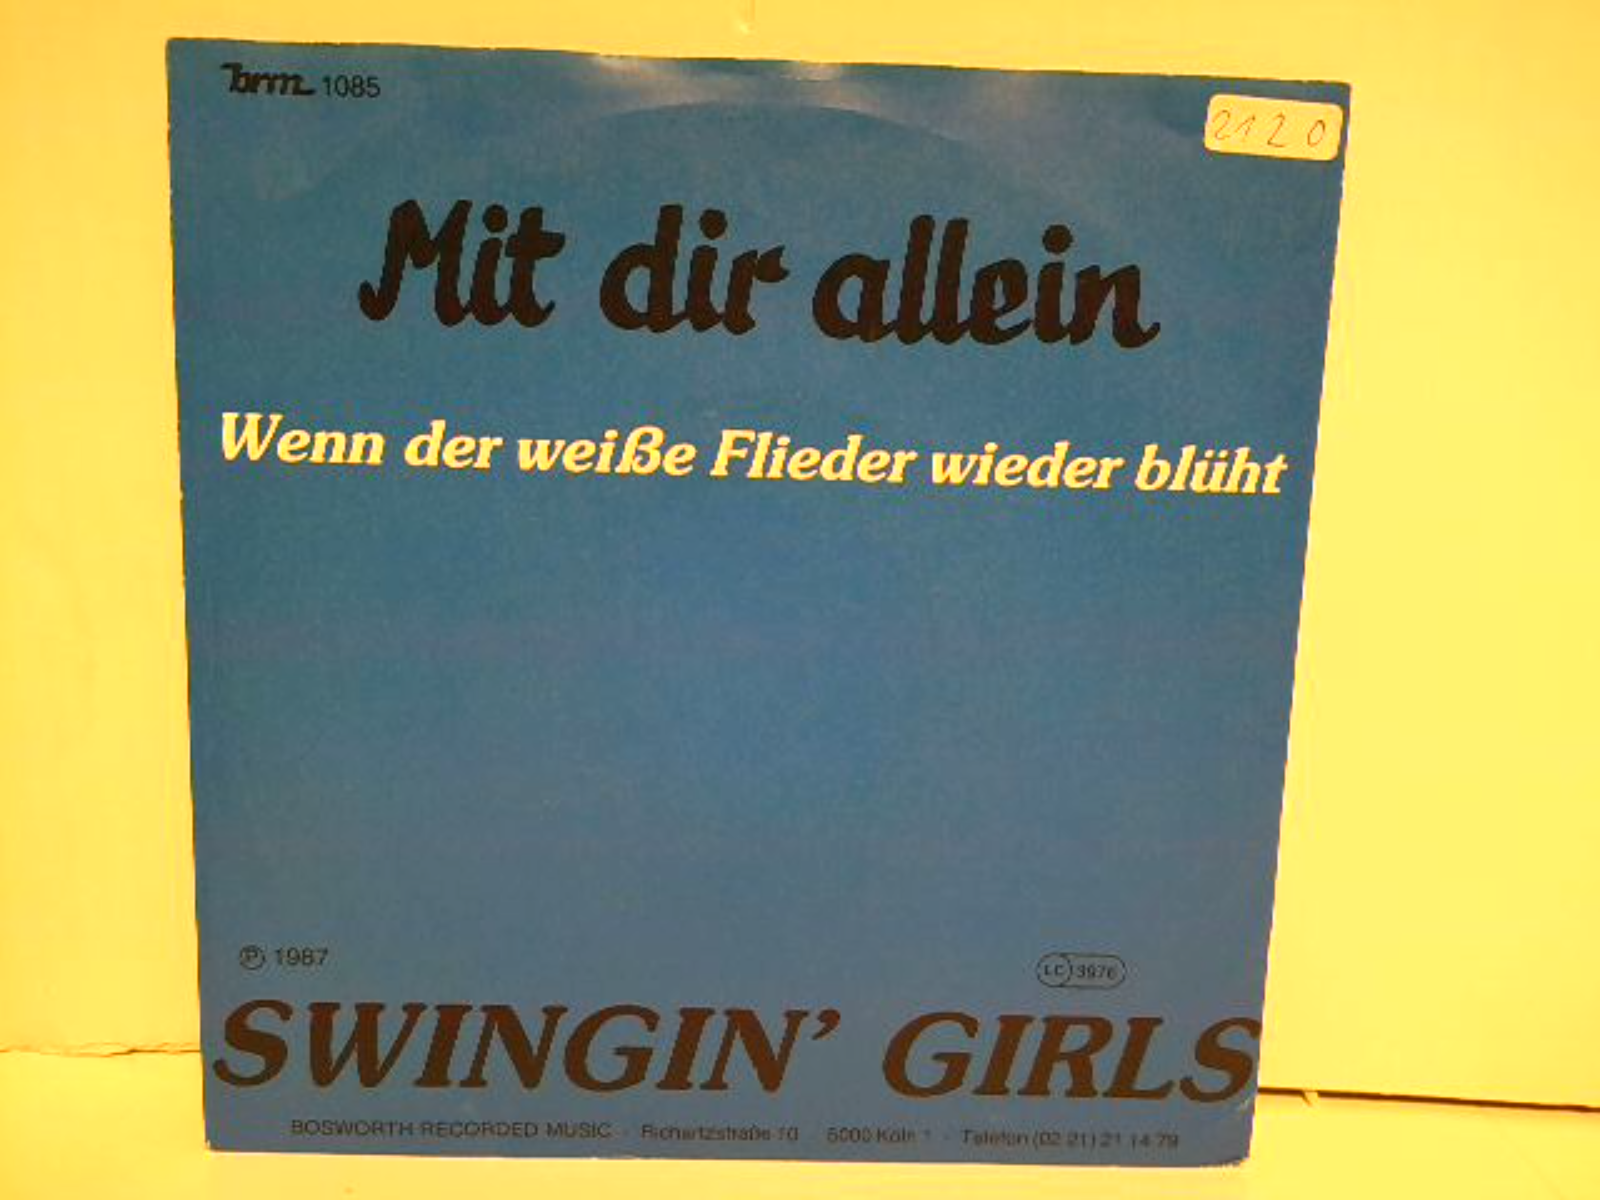 brm 1085
2120
Mit dir allein
Wenn der weiße Flieder wieder blüht
Ⓟ 1987
LC 3976
SWINGIN' GIRLS
BOSWORTH RECORDED MUSIC · Richartzstraße 10 · 5000 Köln 1 · Telefon (02 21) 21 14 79